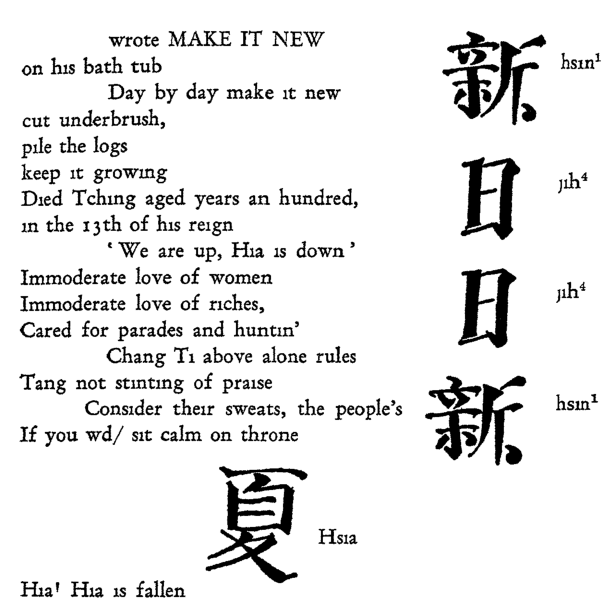 wrote MAKE IT NEW
on his bath tub
Day by day make it new
cut underbrush,
pile the logs
keep it growing
Died Tching aged years an hundred,
in the 13th of his reign
‘ We are up, Hia is down ’
Immoderate love of women
Immoderate love of riches,
Cared for parades and huntin’
Chang Ti above alone rules
Tang not stinting of praise
Consider their sweats, the people’s
If you wd/ sit calm on throne
新 hsin¹
日 jih⁴
日 jih⁴
新 hsin¹
夏 Hsia
Hia! Hia is fallen